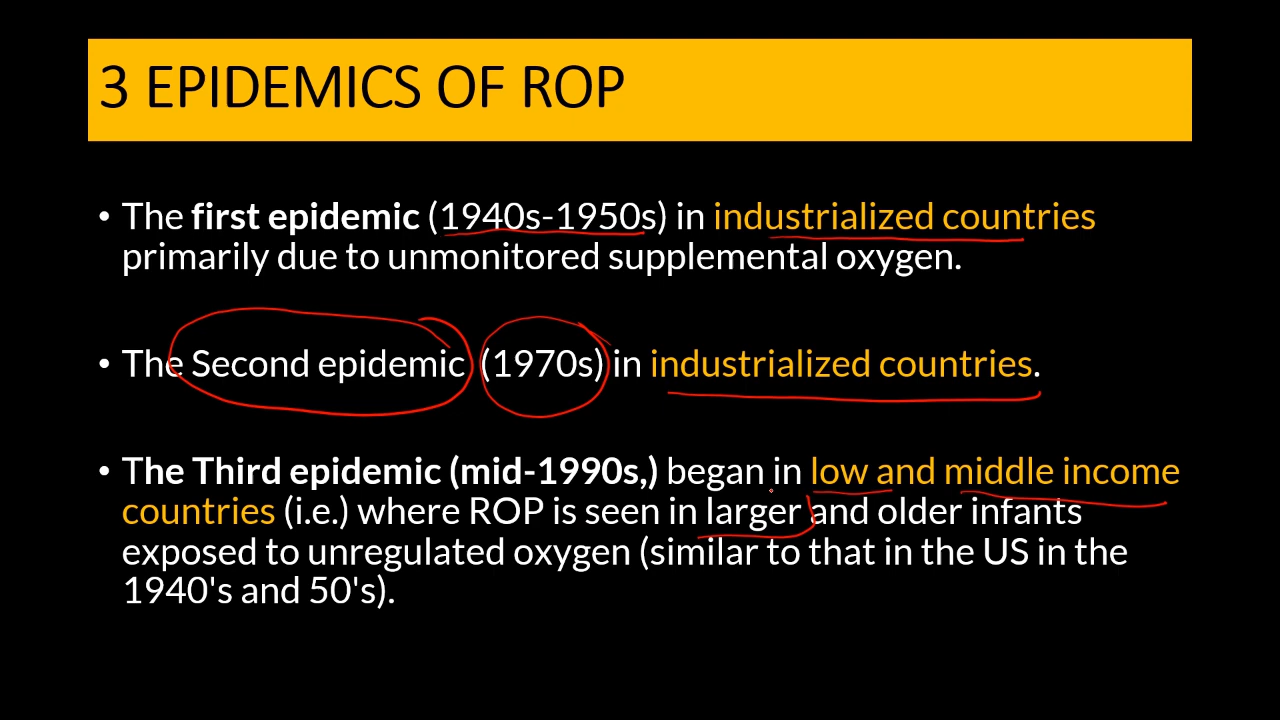 3 EPIDEMICS OF ROP
• The first epidemic (1940s-1950s) in industrialized countries
primarily due to unmonitored supplemental oxygen.
• The Second epidemic (1970s) in industrialized countries.
• The Third epidemic (mid-1990s,) began in low and middle income
countries (i.e.) where ROP is seen in larger and older infants
exposed to unregulated oxygen (similar to that in the US in the
1940's and 50's).